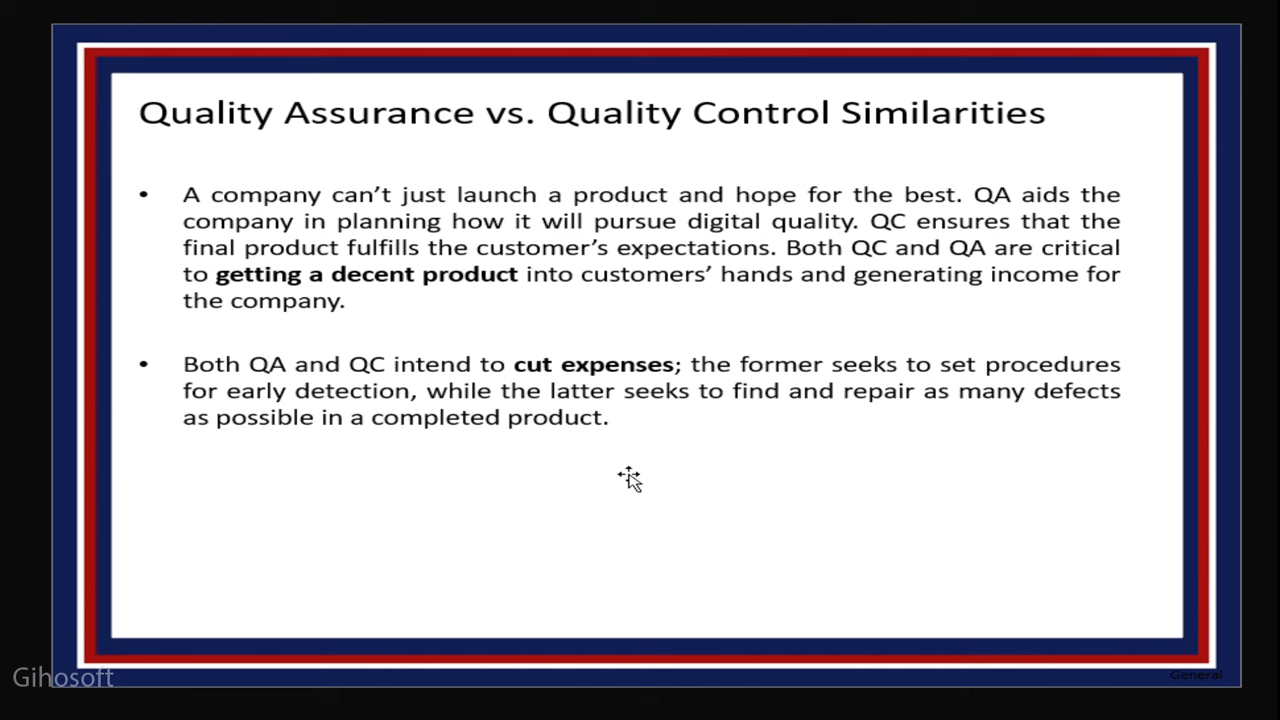 Quality Assurance vs. Quality Control Similarities
• A company can’t just launch a product and hope for the best. QA aids the
company in planning how it will pursue digital quality. QC ensures that the
final product fulfills the customer’s expectations. Both QC and QA are critical
to getting a decent product into customers’ hands and generating income for
the company.
• Both QA and QC intend to cut expenses; the former seeks to set procedures
for early detection, while the latter seeks to find and repair as many defects
as possible in a completed product.
Gihosoft
General